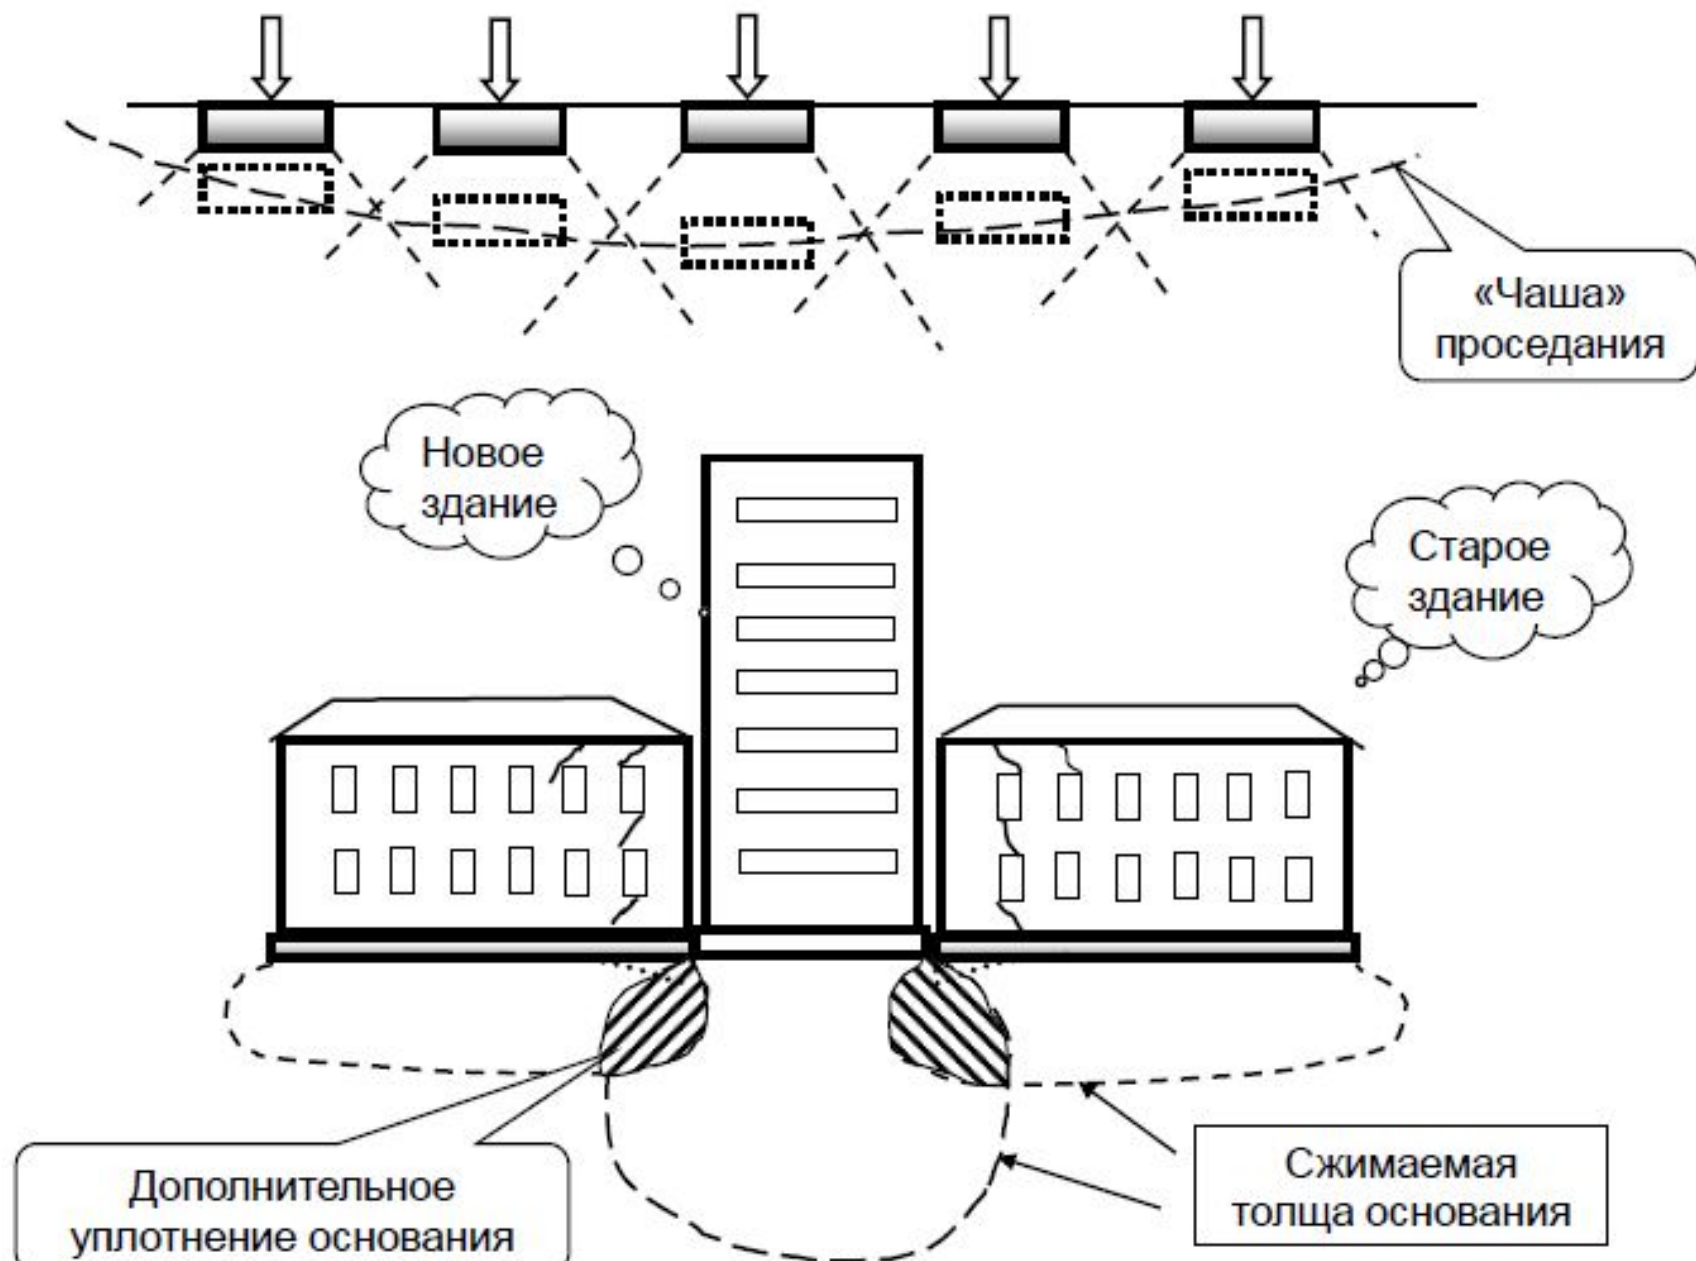 «Чаша»
проседания
Новое
здание
Старое
здание
Дополнительное
уплотнение основания
Сжимаемая
толща основания